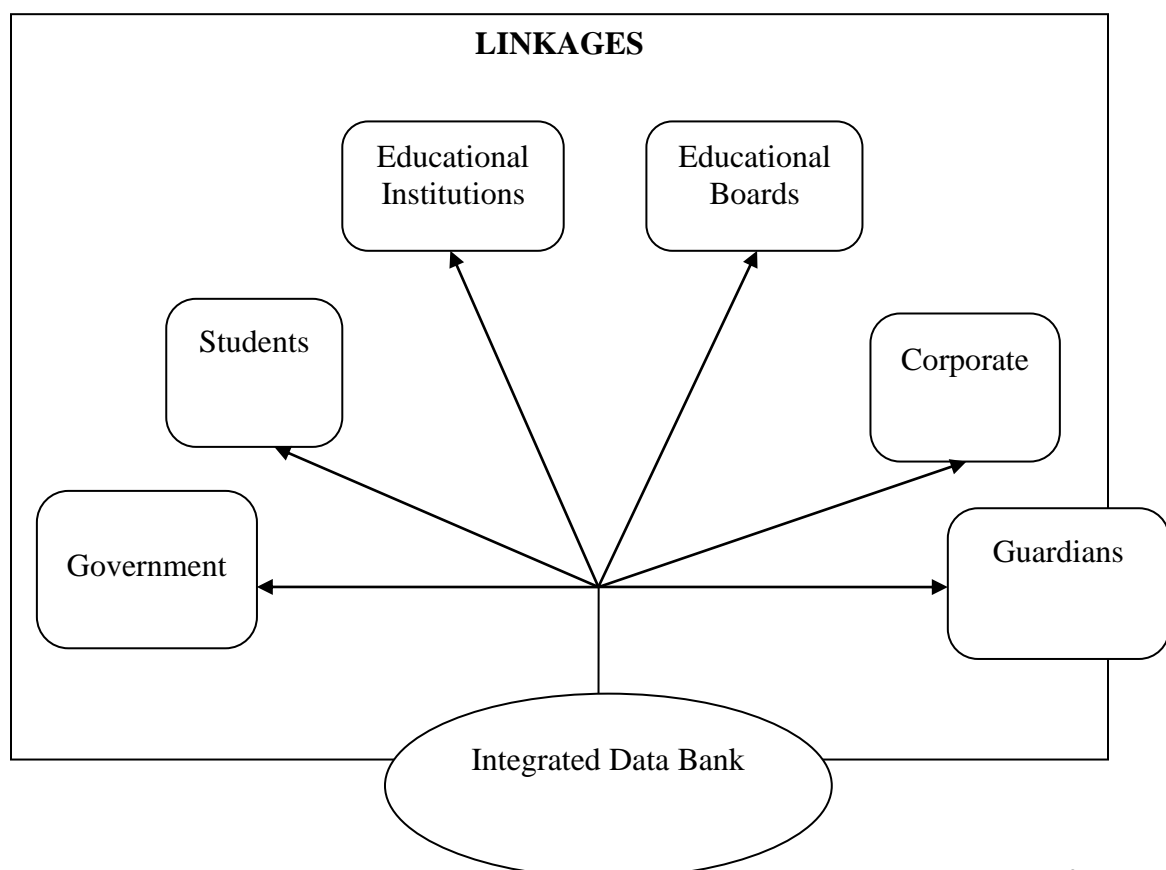 LINKAGES
Educational
Institutions
Educational
Boards
Students
Corporate
Government
Guardians
Integrated Data Bank